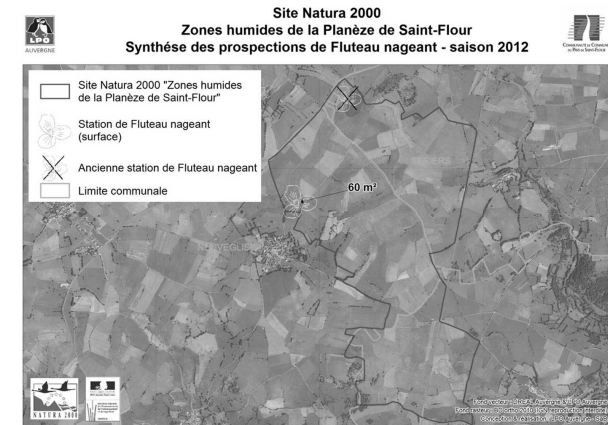 Site Natura 2000
Zones humides de la Planèze de Saint-Flour
Synthése des prospections de Fluteau nageant - saison 2012
LPO
AUVERGNE
Site Natura 2000 "Zones humides
de la Planèze de Saint-Flour"
Station de Fluteau nageant
(surface)
Ancienne station de Fluteau nageant
Limite communale
60 m²
NATURA 2000